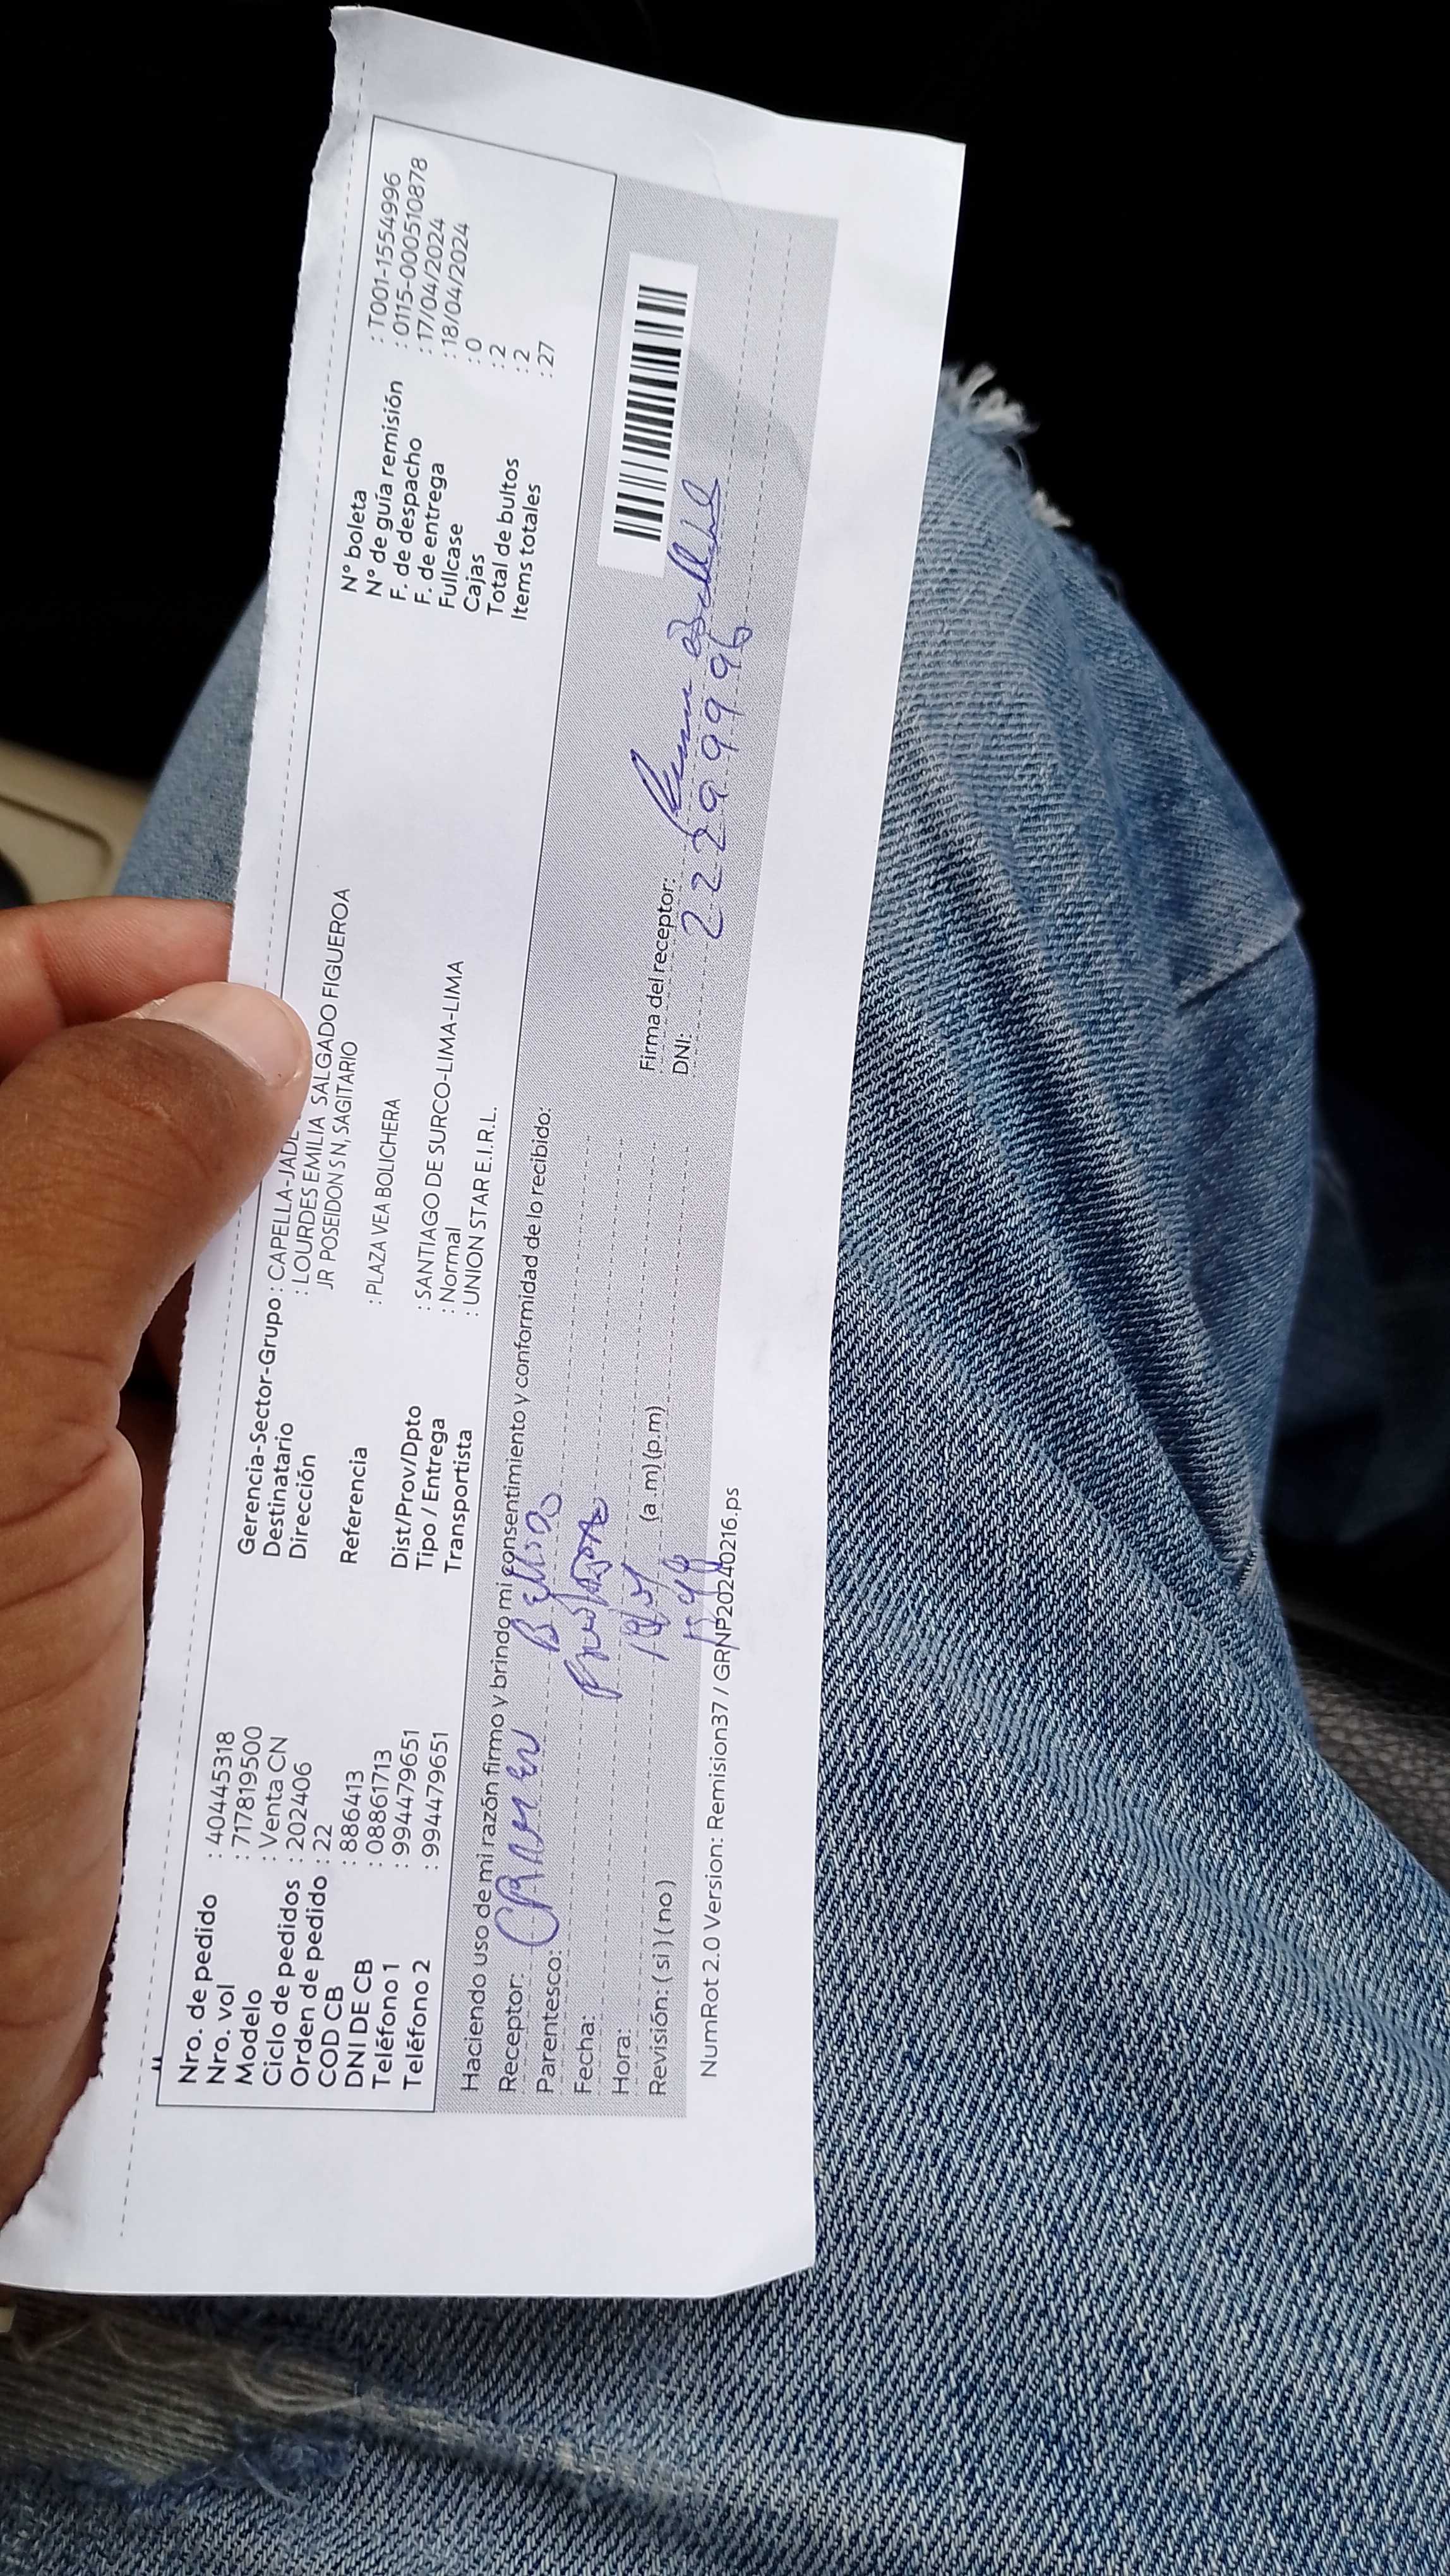 Nro. de pedido : 40445318
Nro. vol : 717819500
Modelo : Venta CN
Ciclo de pedidos : 202406
Orden de pedido : 22
COD CB : 886413
DNI DE CB : 08861713
Teléfono 1 : 994479651
Teléfono 2 : 994479651
Gerencia-Sector-Grupo : CAPELLA-JADE
Destinatario : LOURDES EMILIA SALGADO FIGUEROA
Dirección JR POSEIDON S N, SAGITARIO
Referencia : PLAZA VEA BOLICHERA
Dist/Prov/Dpto : SANTIAGO DE SURCO-LIMA-LIMA
Tipo / Entrega : Normal
Transportista : UNION STAR E.I.R.L.
N° boleta : T001-1554996
N° de guía remisión : 0115-000510878
F. de despacho : 17/04/2024
F. de entrega : 18/04/2024
Fullcase : 0
Cajas : 2
Total de bultos : 2
Items totales : 27
Haciendo uso de mi razón firmo y brindo mi consentimiento y conformidad de lo recibido:
Receptor: Carmen
Parentesco:
Fecha:
Hora: (a.m)(p.m)
Revisión: ( si ) ( no )
Firma del receptor:
DNI: 22299996
NumRot 2.0 Version: Remision37 / GRNP20240216.ps